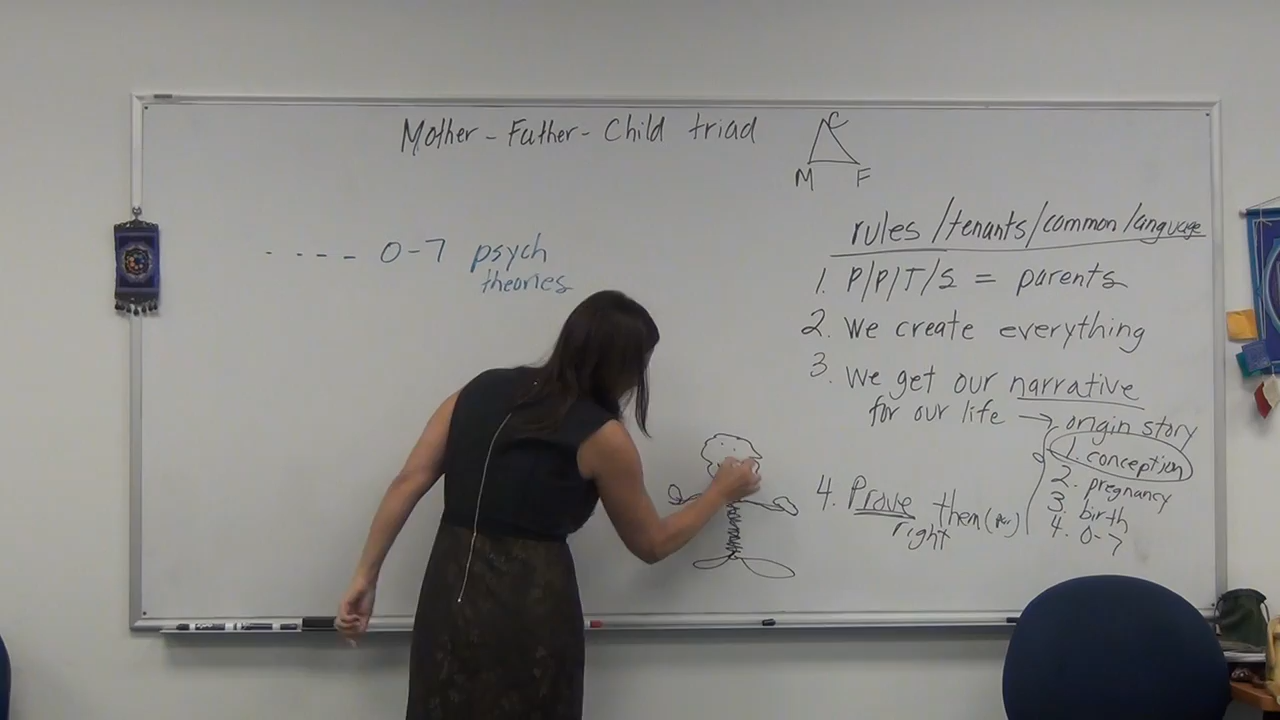 Mother - Father - Child triad
C
M F
---- 0-7 psych
theories
rules/tenants/common/language
1. P/P/T/S = parents
2. We create everything
3. We get our narrative
for our life → origin story
1. conception
2. pregnancy
3. birth
4. 0-7
4. Prove them
right